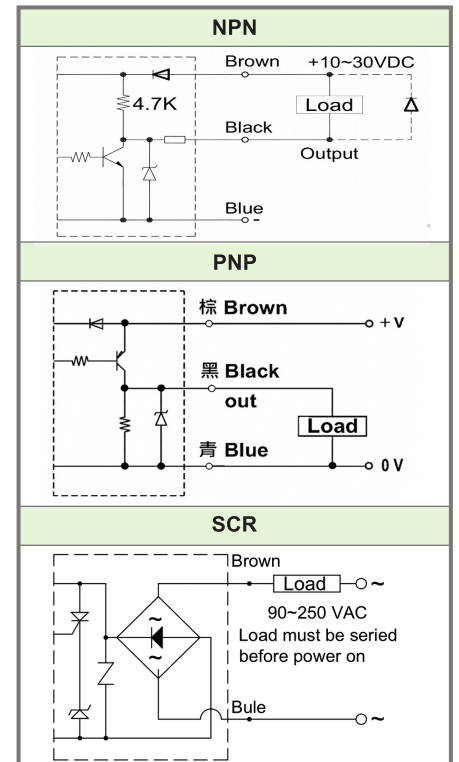 NPN
Brown +10~30VDC
4.7K Load
Black
Output
Blue
-
PNP
棕 Brown +V
黑 Black
out
Load
青 Blue 0 V
SCR
Brown
Load ~
90~250 VAC
~ Load must be seried
~ before power on
Bule
~